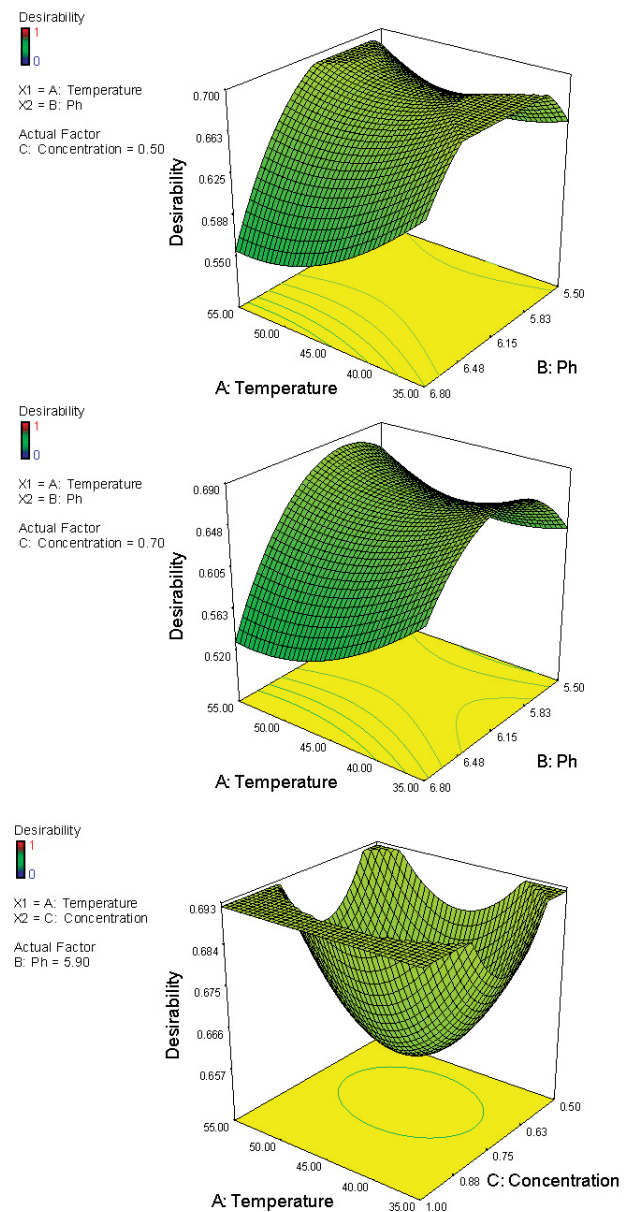 Desirability
1
0
X1 = A: Temperature
X2 = B: Ph
Actual Factor
C: Concentration = 0.50
0.700
0.663
0.625
0.588
0.550
Desirability
55.00
50.00
45.00
40.00
35.00
A: Temperature
6.80
6.48
6.15
5.83
5.50
B: Ph
Desirability
1
0
X1 = A: Temperature
X2 = B: Ph
Actual Factor
C: Concentration = 0.70
0.690
0.648
0.605
0.563
0.520
Desirability
55.00
50.00
45.00
40.00
35.00
A: Temperature
6.80
6.48
6.15
5.83
5.50
B: Ph
Desirability
1
0
X1 = A: Temperature
X2 = C: Concentration
Actual Factor
B: Ph = 5.90
0.693
0.684
0.675
0.666
0.657
Desirability
55.00
50.00
45.00
40.00
35.00
A: Temperature
1.00
0.88
0.75
0.63
0.50
C: Concentration